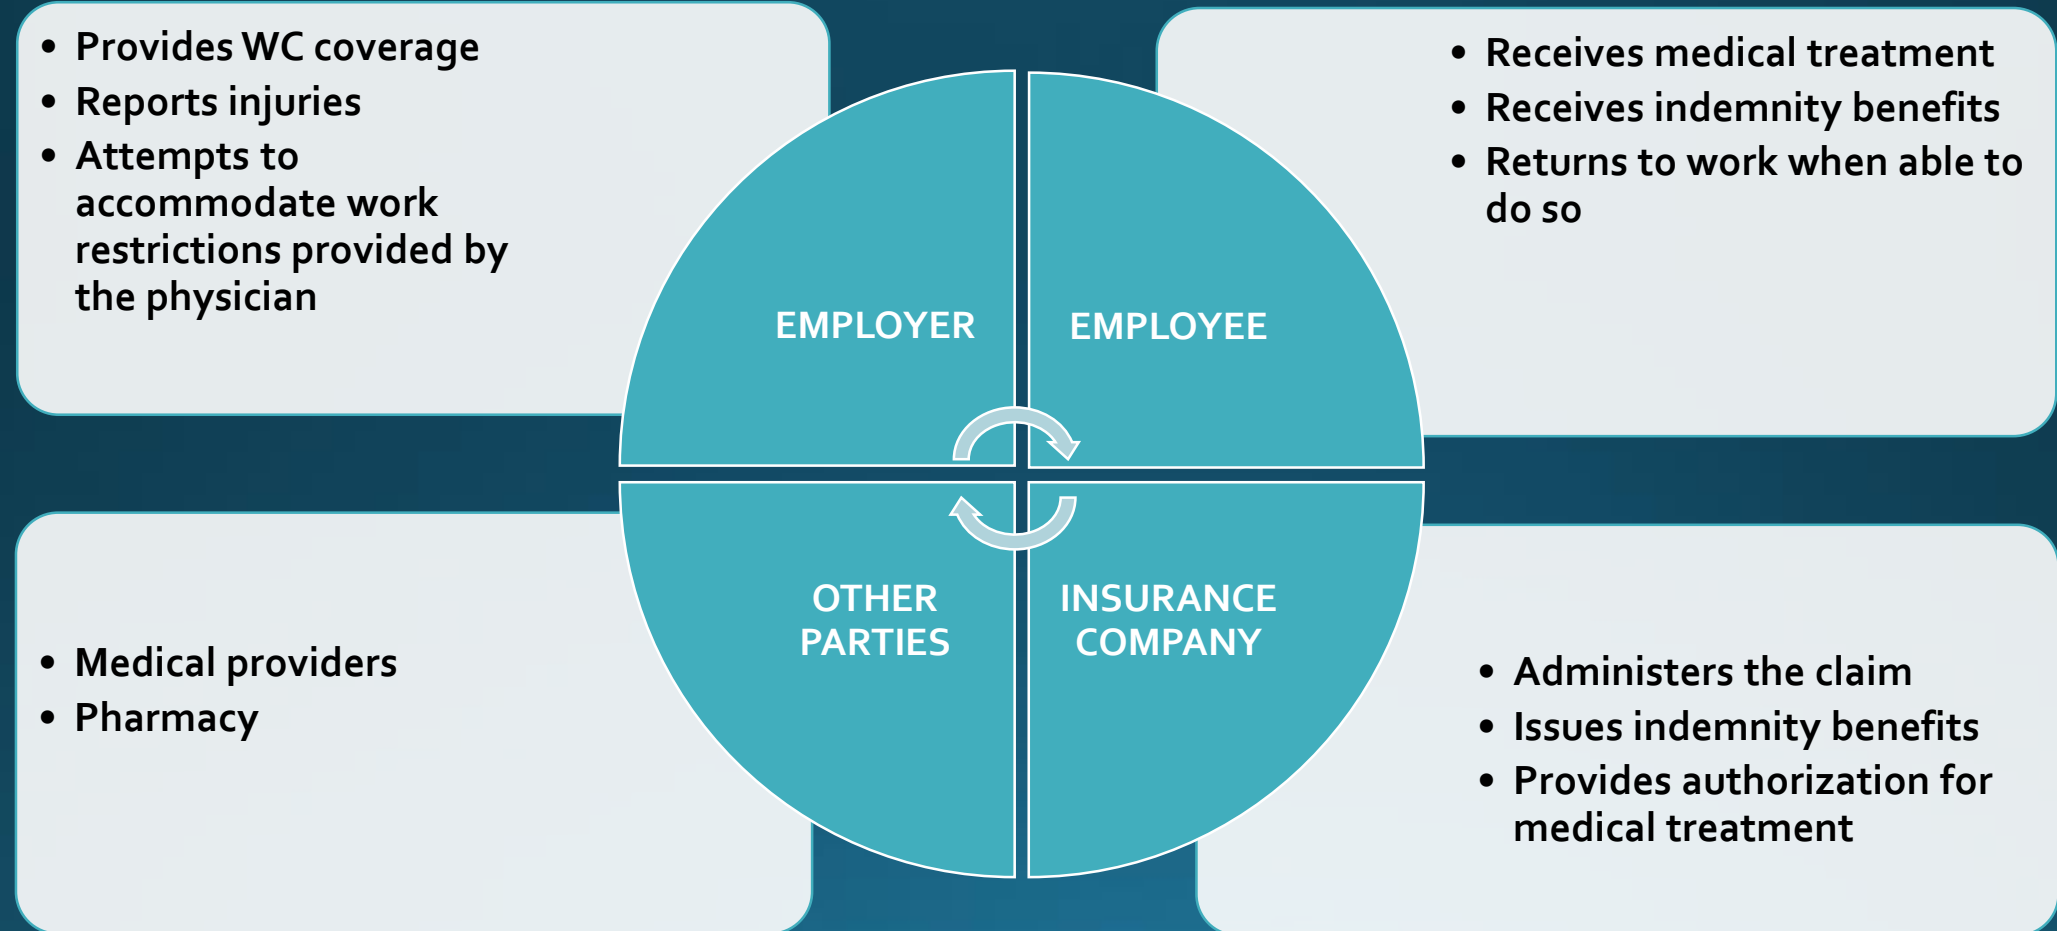 • Provides WC coverage
• Reports injuries
• Attempts to
accommodate work
restrictions provided by
the physician
EMPLOYER
EMPLOYEE
• Receives medical treatment
• Receives indemnity benefits
• Returns to work when able to
do so
• Medical providers
• Pharmacy
OTHER
PARTIES
INSURANCE
COMPANY
• Administers the claim
• Issues indemnity benefits
• Provides authorization for
medical treatment